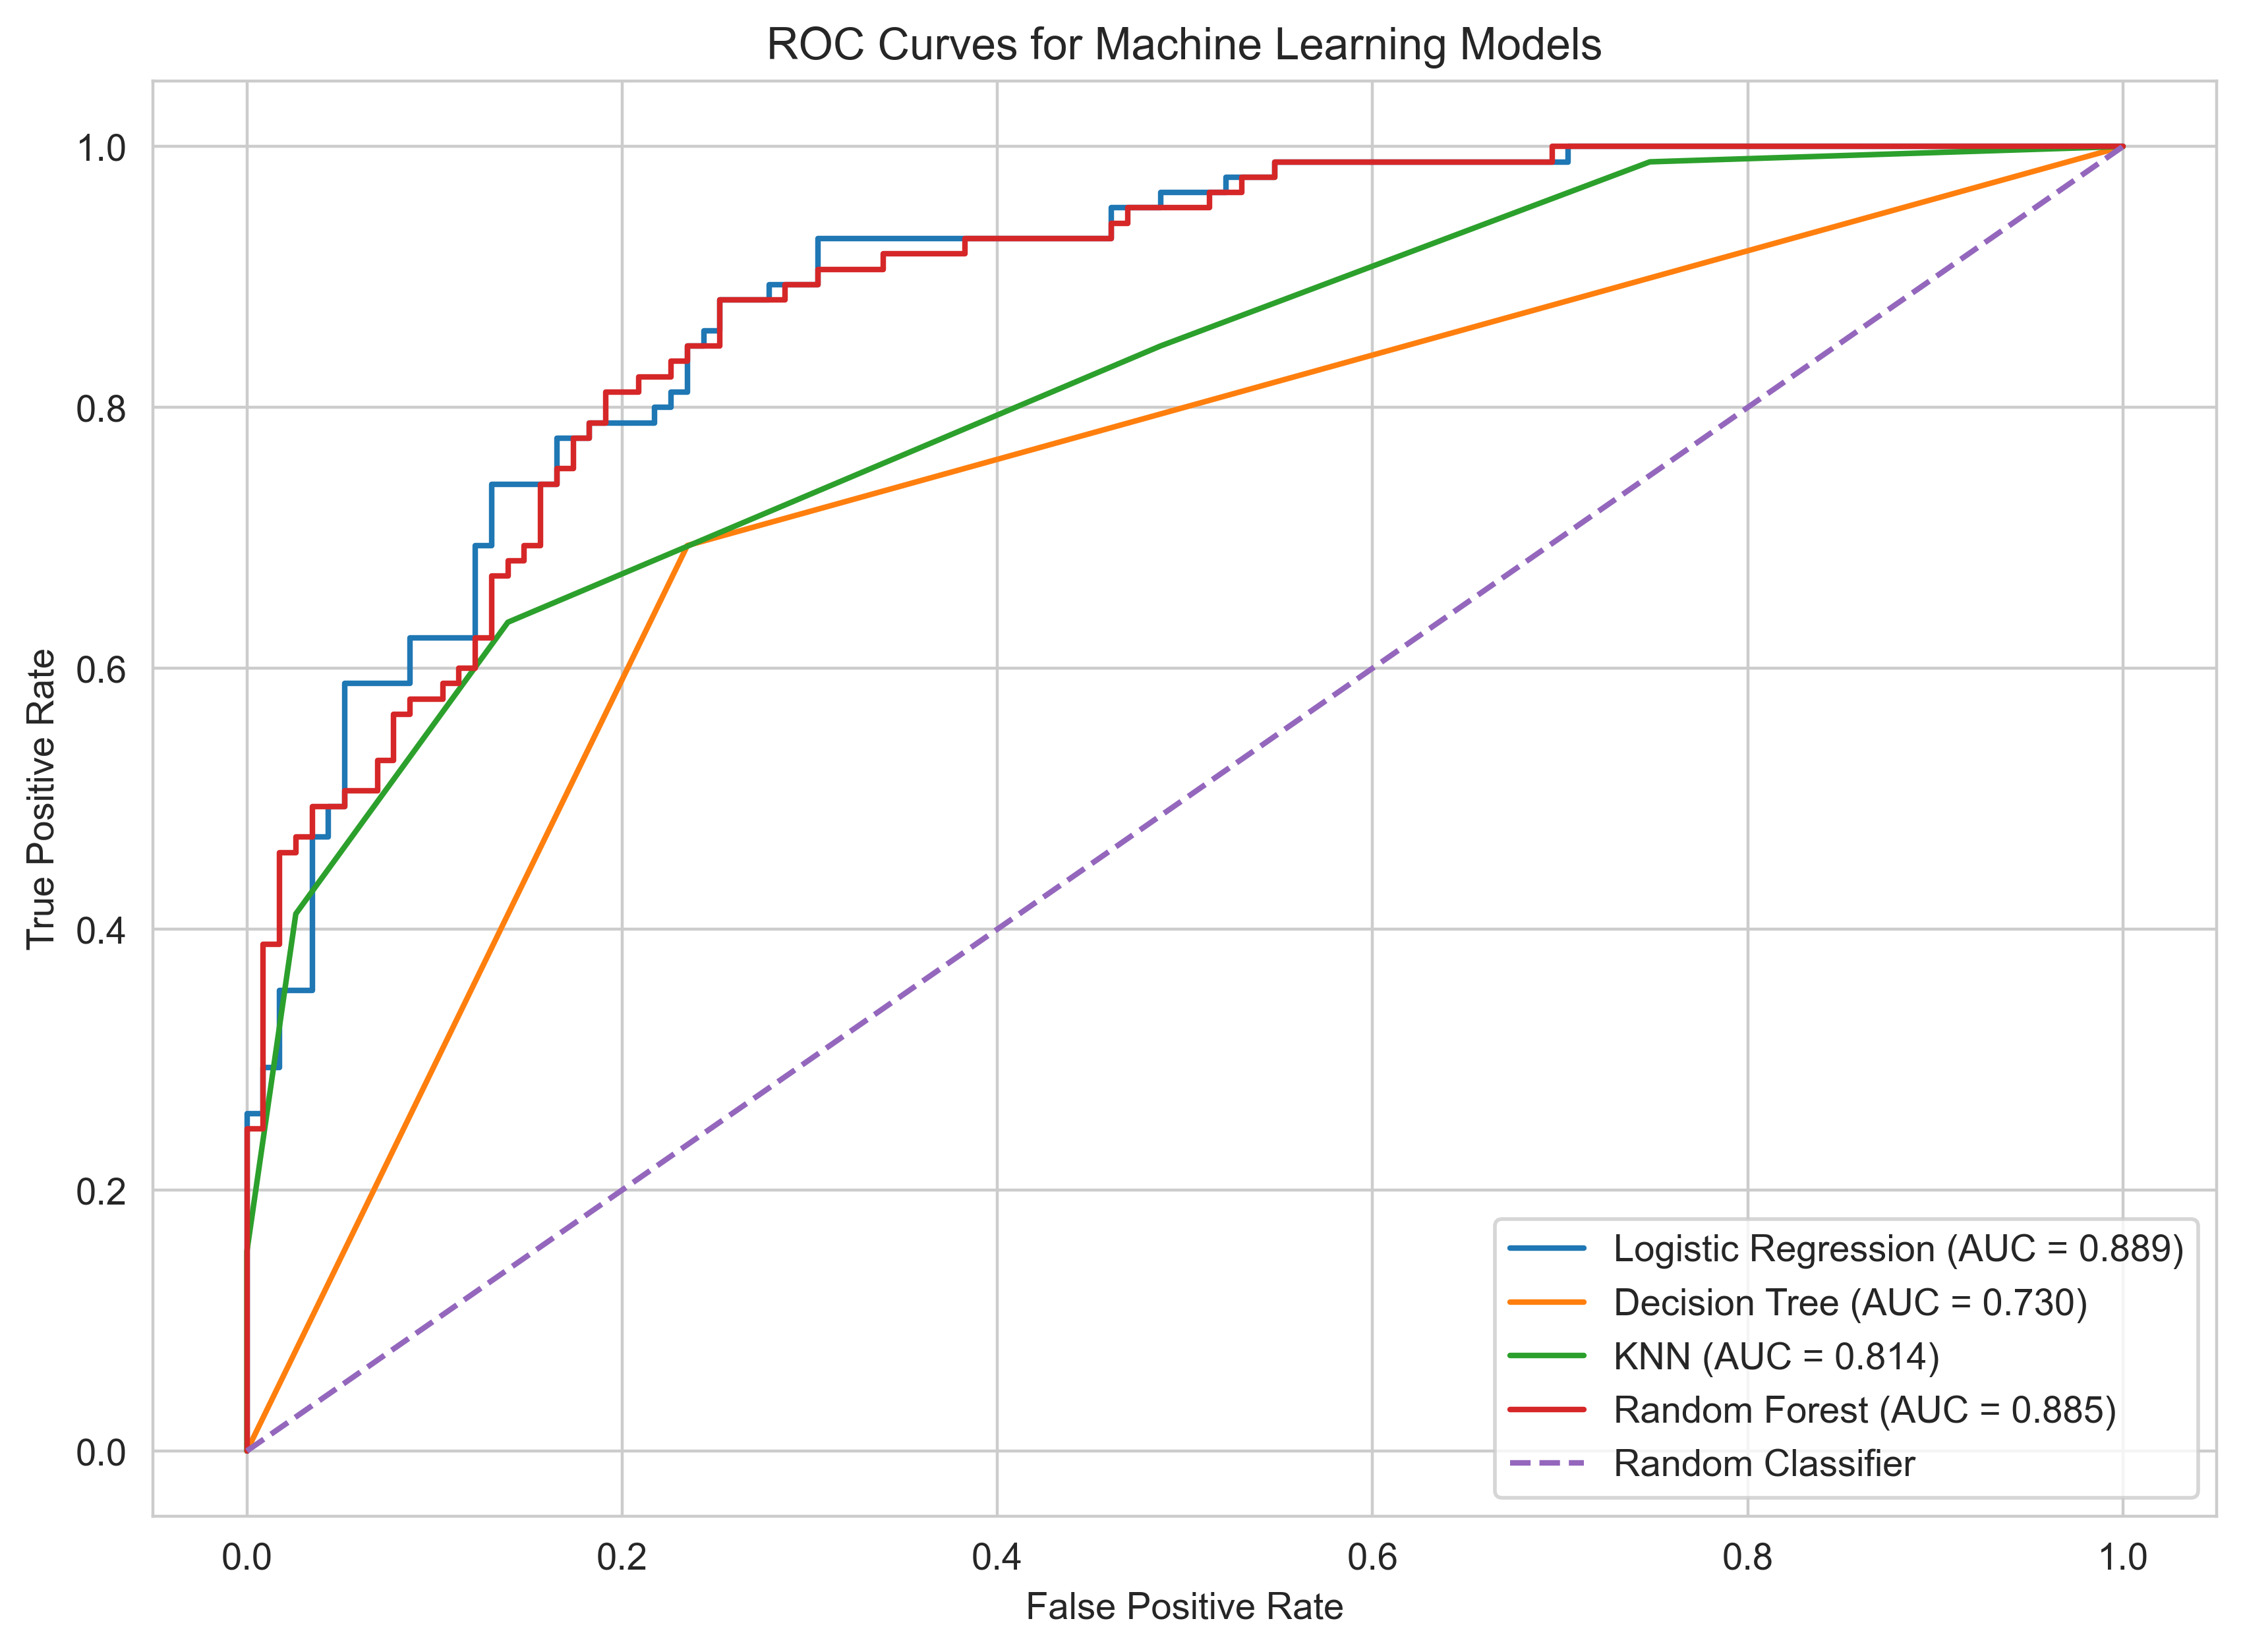 ROC Curves for Machine Learning Models
1.0
0.8
0.6
0.4
0.2
0.0
True Positive Rate
0.0
0.2
0.4
0.6
0.8
1.0
False Positive Rate
Logistic Regression (AUC = 0.889)
Decision Tree (AUC = 0.730)
KNN (AUC = 0.814)
Random Forest (AUC = 0.885)
Random Classifier